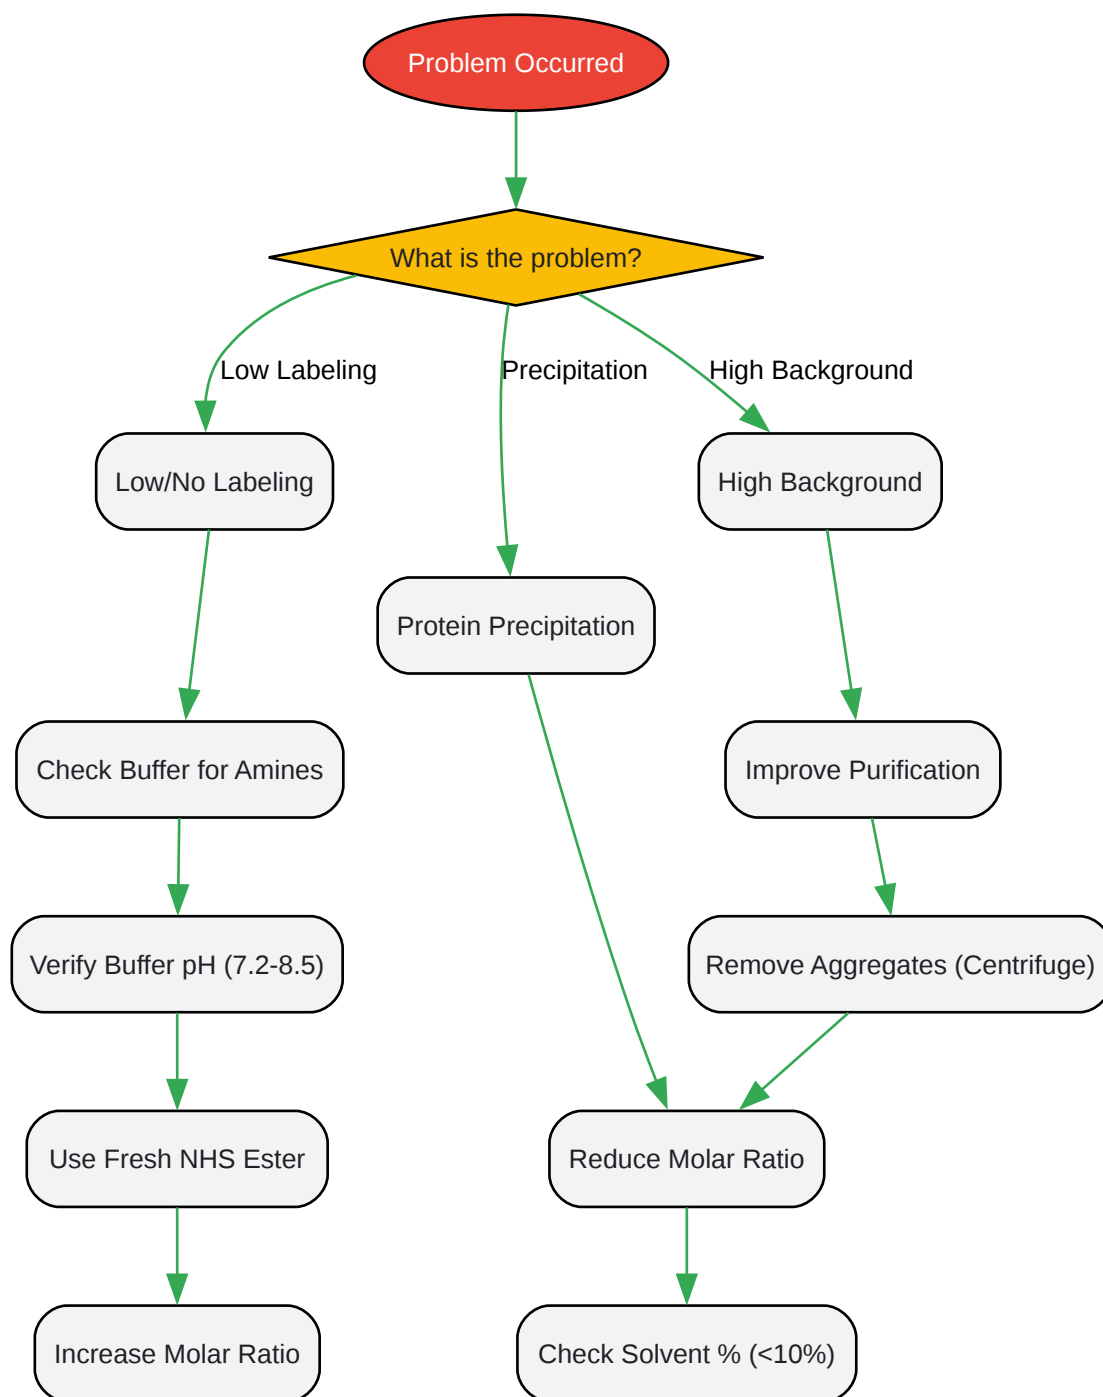 Problem Occurred
What is the problem?
Low Labeling
Precipitation
High Background
Low/No Labeling
High Background
Protein Precipitation
Check Buffer for Amines
Improve Purification
Verify Buffer pH (7.2-8.5)
Remove Aggregates (Centrifuge)
Use Fresh NHS Ester
Reduce Molar Ratio
Increase Molar Ratio
Check Solvent % (<10%)